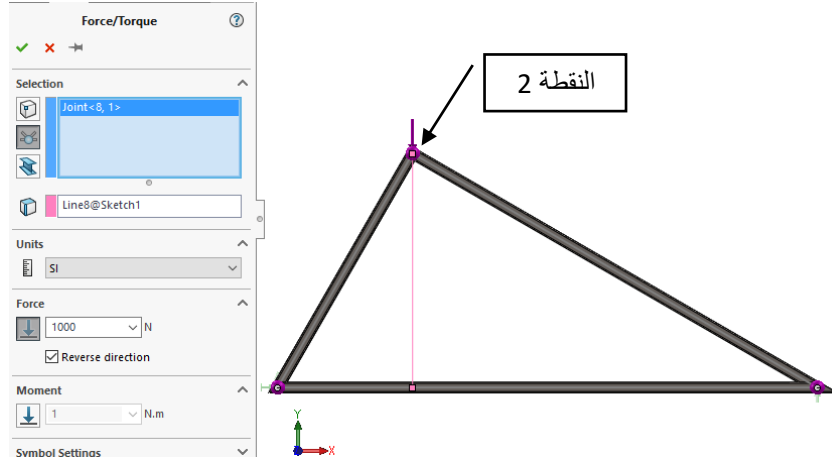 Force/Torque
Selection
Joint<8, 1>
Line8@Sketch1
Units
SI
Force
1000 N
Reverse direction
Moment
1 N.m
Symbol Settings
النقطة 2
Y
X